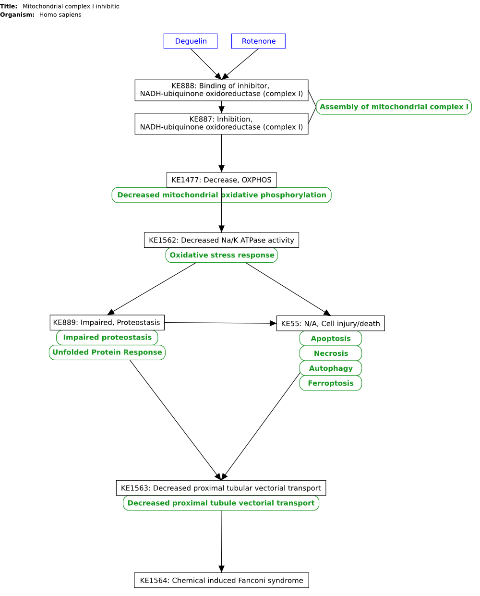 Title: Mitochondrial complex I inhibitio
Organism: Homo sapiens
Deguelin
Rotenone
KE888: Binding of inhibitor,
NADH-ubiquinone oxidoreductase (complex I)
Assembly of mitochondrial complex I
KE887: Inhibition,
NADH-ubiquinone oxidoreductase (complex I)
KE1477: Decrease, OXPHOS
Decreased mitochondrial oxidative phosphorylation
KE1562: Decreased Na/K ATPase activity
Oxidative stress response
KE889: Impaired, Proteostasis
Impaired proteostasis
Unfolded Protein Response
KE55: N/A, Cell injury/death
Apoptosis
Necrosis
Autophagy
Ferroptosis
KE1563: Decreased proximal tubular vectorial transport
Decreased proximal tubule vectorial transport
KE1564: Chemical induced Fanconi syndrome